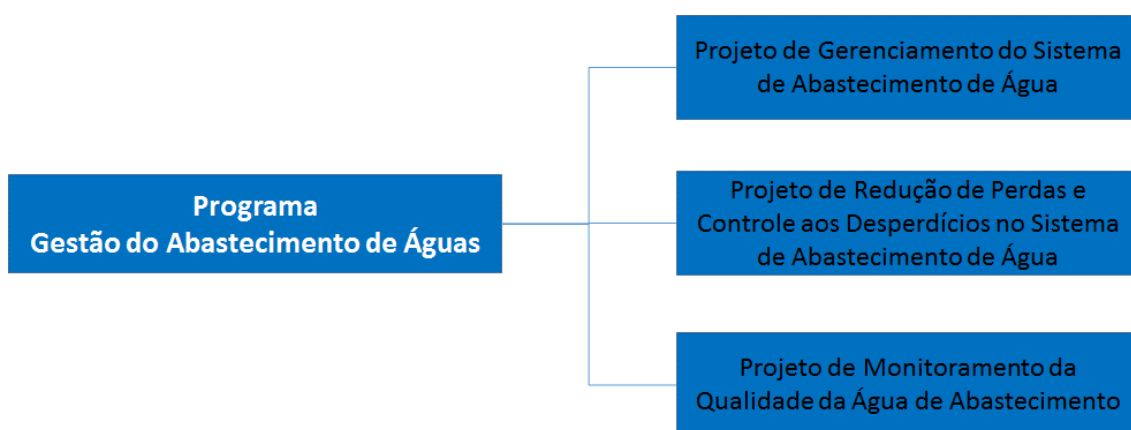 Projeto de Gerenciamento do Sistema
de Abastecimento de Água
Programa
Gestão do Abastecimento de Águas
Projeto de Redução de Perdas e
Controle aos Desperdícios no Sistema
de Abastecimento de Água
Projeto de Monitoramento da
Qualidade da Água de Abastecimento